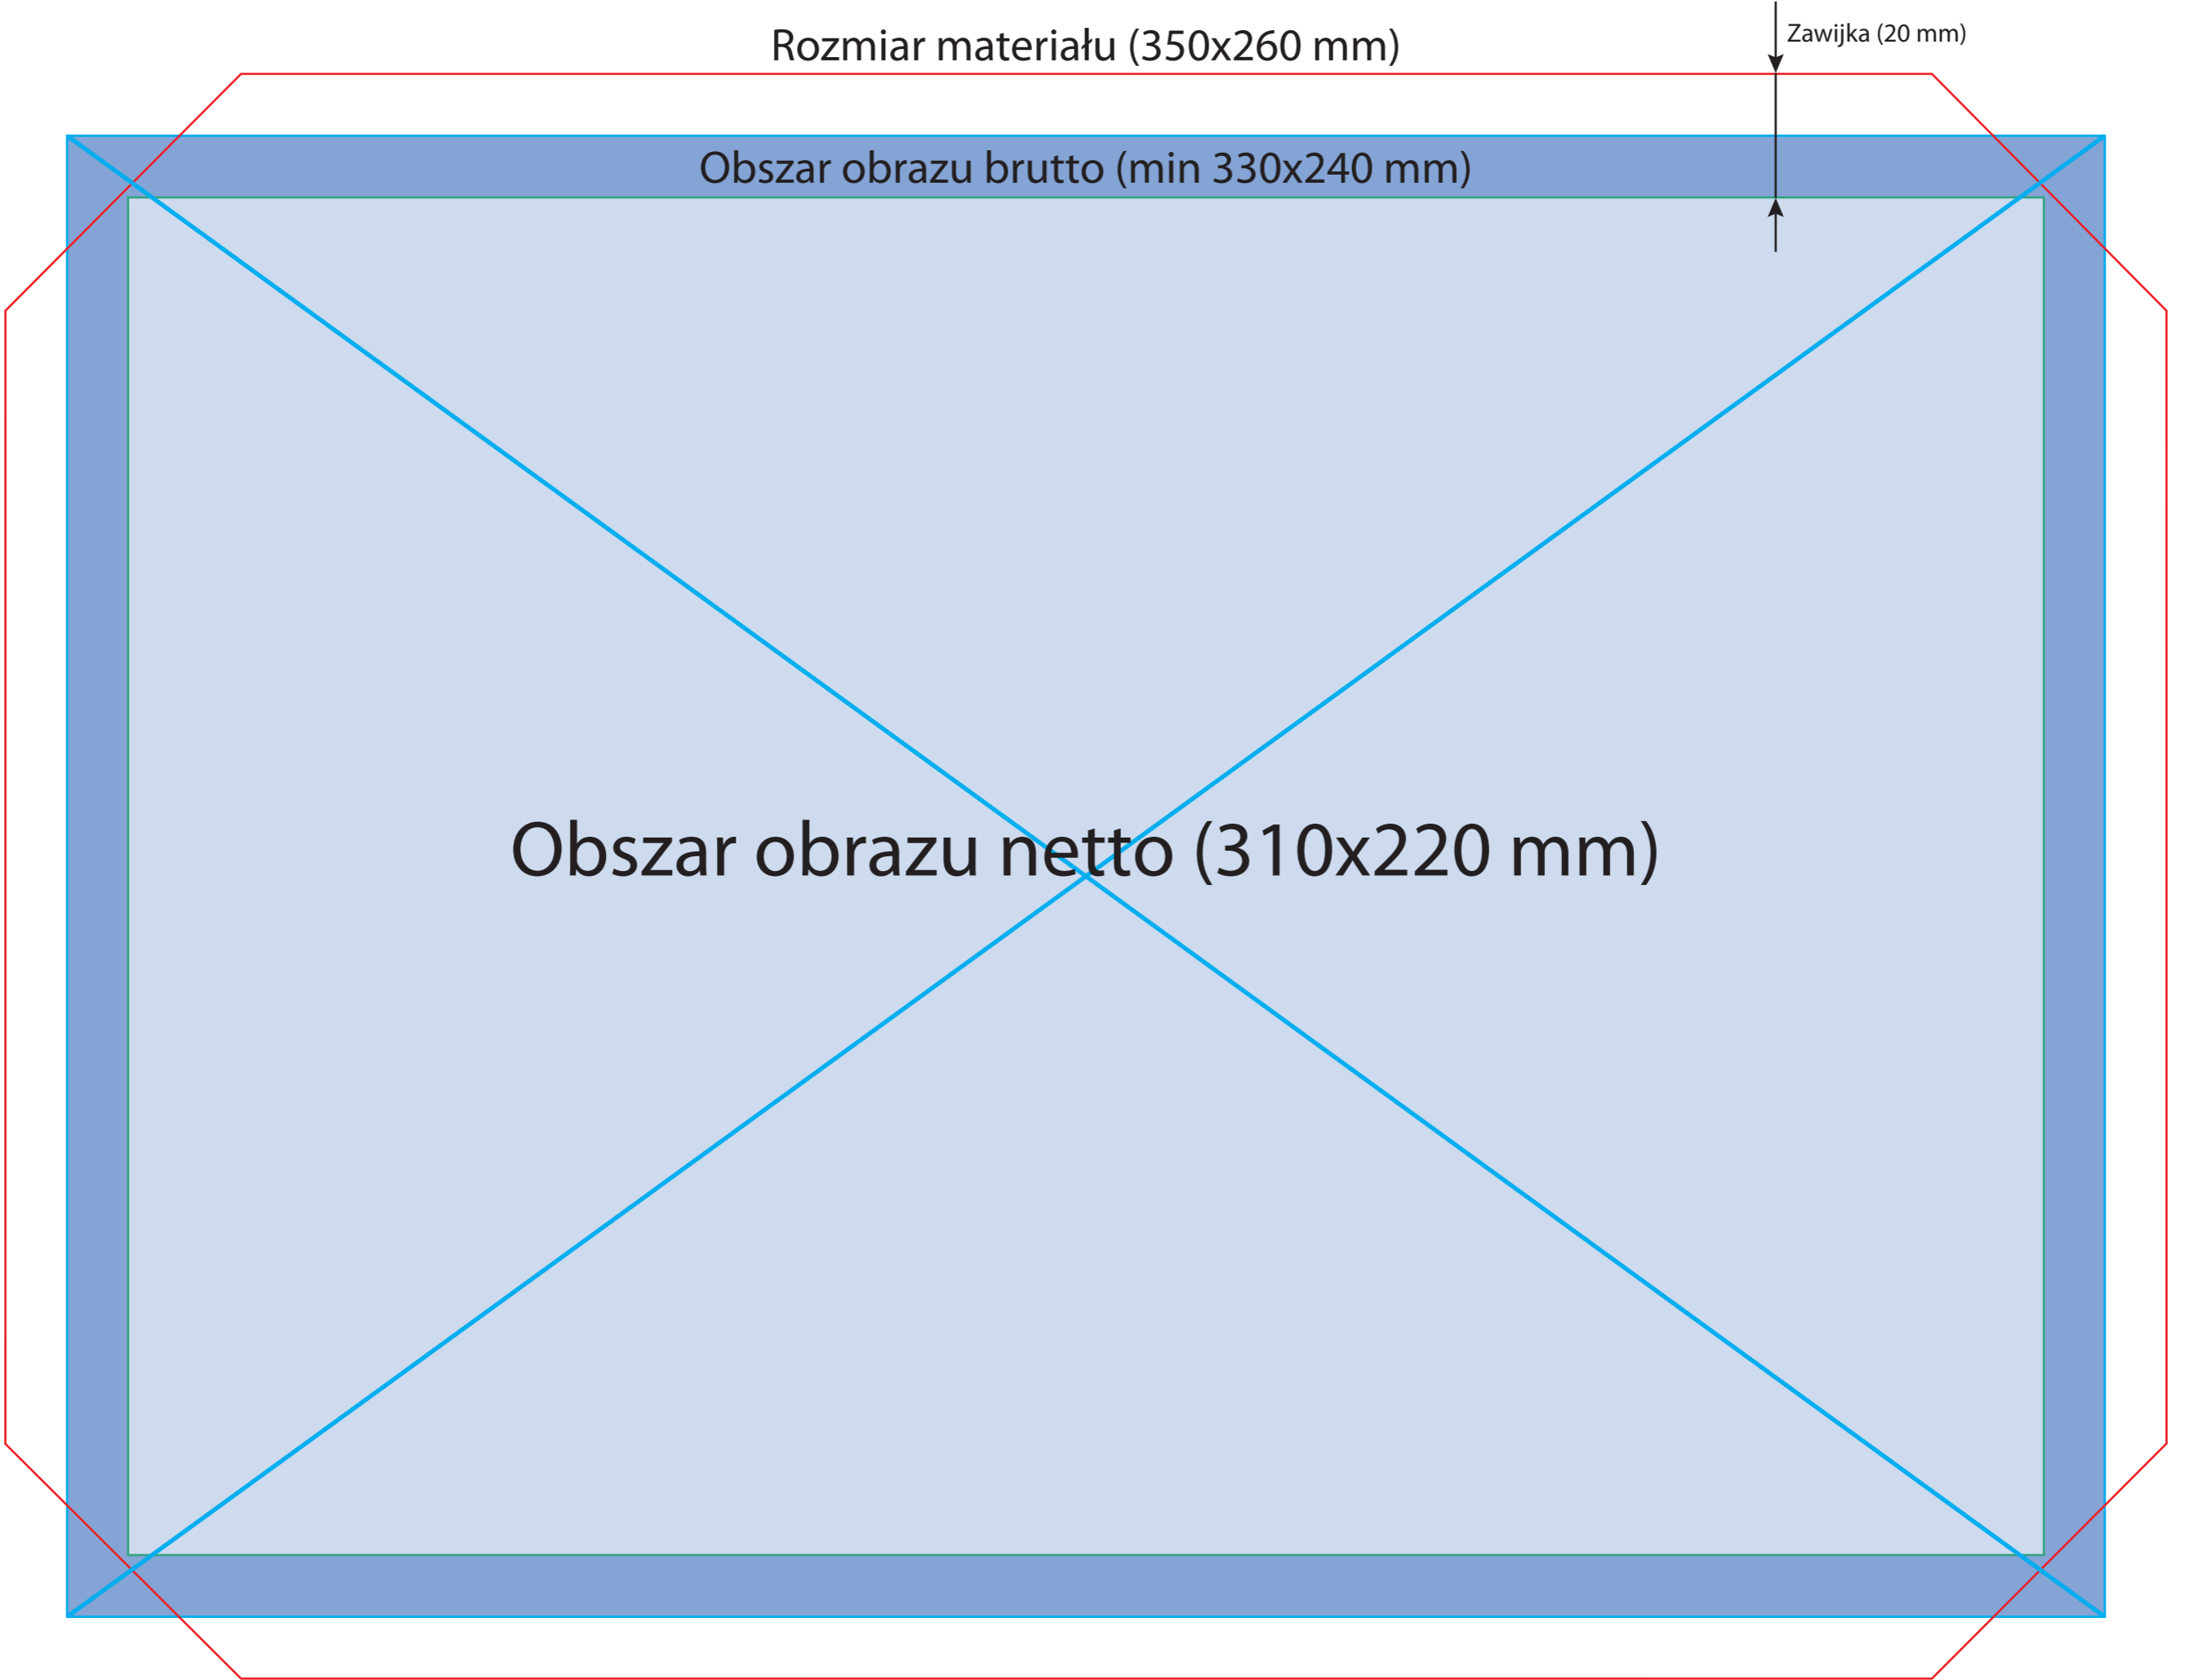 Rozmiar materiału (350x260 mm)
Zawijka (20 mm)
Obszar obrazu brutto (min 330x240 mm)
Obszar obrazu netto (310x220 mm)